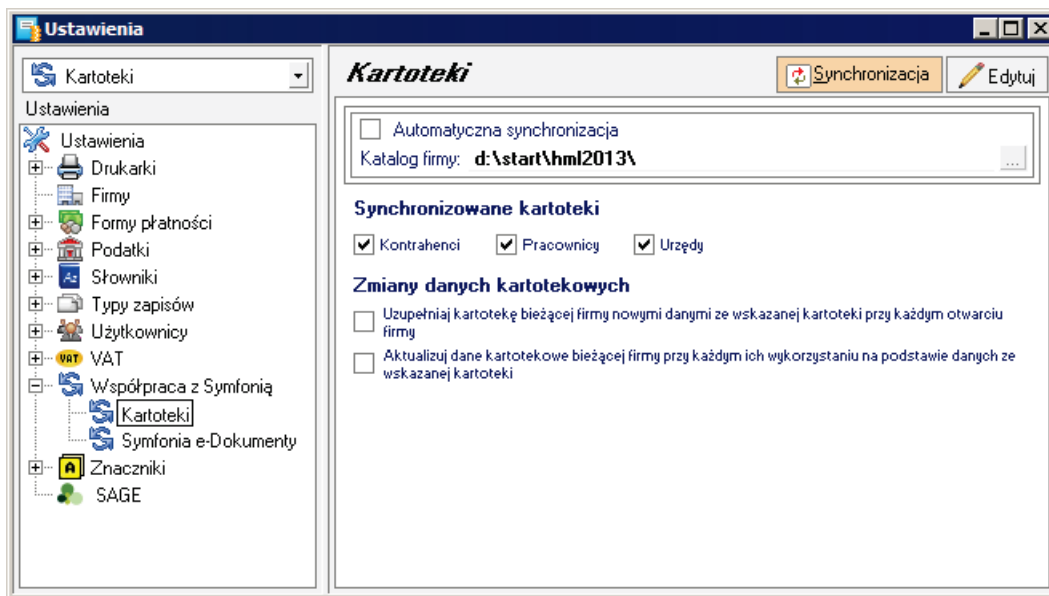 Ustawienia
Kartoteki
Ustawienia
Ustawienia
Drukarki
Firmy
Formy płatności
Podatki
Az
Słowniki
Typy zapisów
Użytkownicy
VAT
VAT
Współpraca z Symfonią
Kartoteki
Symfonia e-Dokumenty
A
Znaczniki
SAGE
Kartoteki
Synchronizacja
Edytuj
Automatyczna synchronizacja
Katalog firmy: d:\start\hml2013\
...
Synchronizowane kartoteki
Kontrahenci Pracownicy Urzędy
Zmiany danych kartotekowych
Uzupełniaj kartotekę bieżącej firmy nowymi danymi ze wskazanej kartoteki przy każdym otwarciu
firmy
Aktualizuj dane kartotekowe bieżącej firmy przy każdym ich wykorzystaniu na podstawie danych ze
wskazanej kartoteki